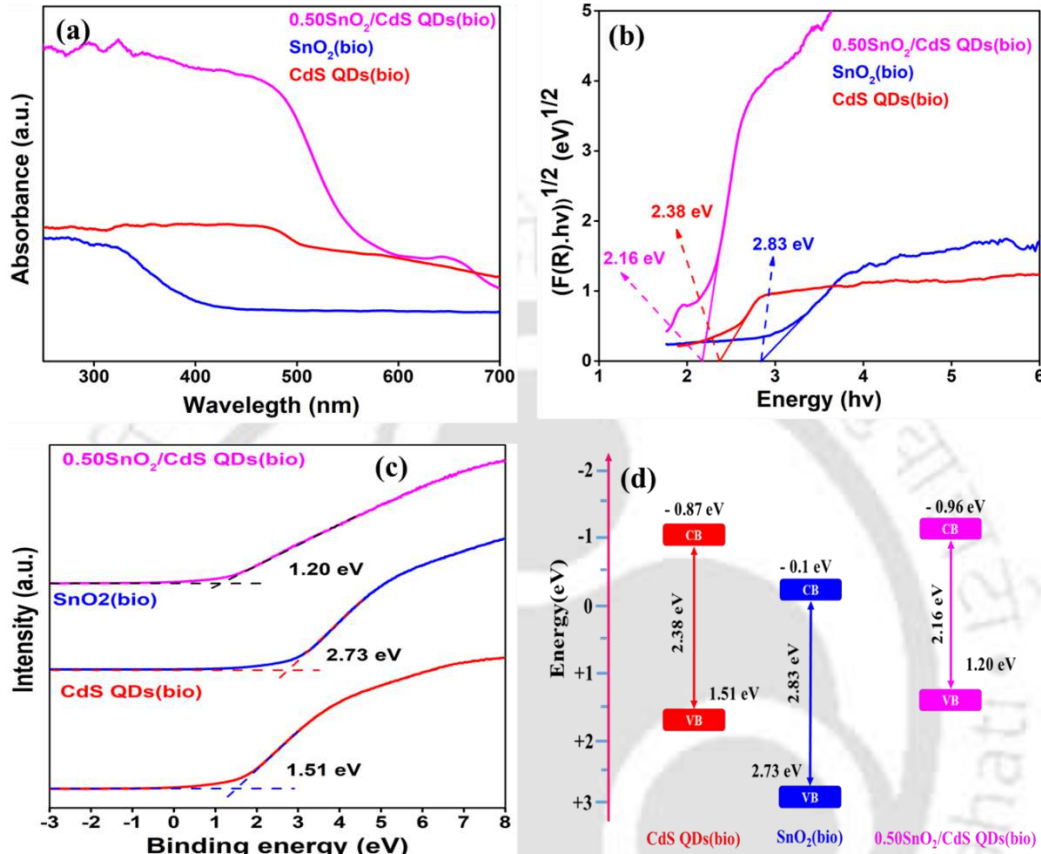 (a)
0.50SnO₂/CdS QDs(bio)
SnO₂(bio)
CdS QDs(bio)
Absorbance (a.u.)
300 400 500 600 700
Wavelegth (nm)
(b)
0.50SnO₂/CdS QDs(bio)
SnO₂(bio)
CdS QDs(bio)
(F(R).hv))^1/2 (eV)^1/2
5
4
3
2
1
0
2.38 eV
2.83 eV
2.16 eV
1 2 3 4 5 6
Energy (hv)
0.50SnO₂/CdS QDs(bio)
(c)
1.20 eV
SnO2(bio)
2.73 eV
CdS QDs(bio)
1.51 eV
Intensity (a.u.)
-3 -2 -1 0 1 2 3 4 5 6 7 8
Binding energy (eV)
(d)
Energy(eV)
-2
-1
0
+1
+2
+3
- 0.87 eV
CB
2.38 eV
1.51 eV
VB
CdS QDs(bio)
- 0.1 eV
CB
2.83 eV
2.73 eV
VB
SnO₂(bio)
- 0.96 eV
CB
2.16 eV
1.20 eV
VB
0.50SnO₂/CdS QDs(bio)